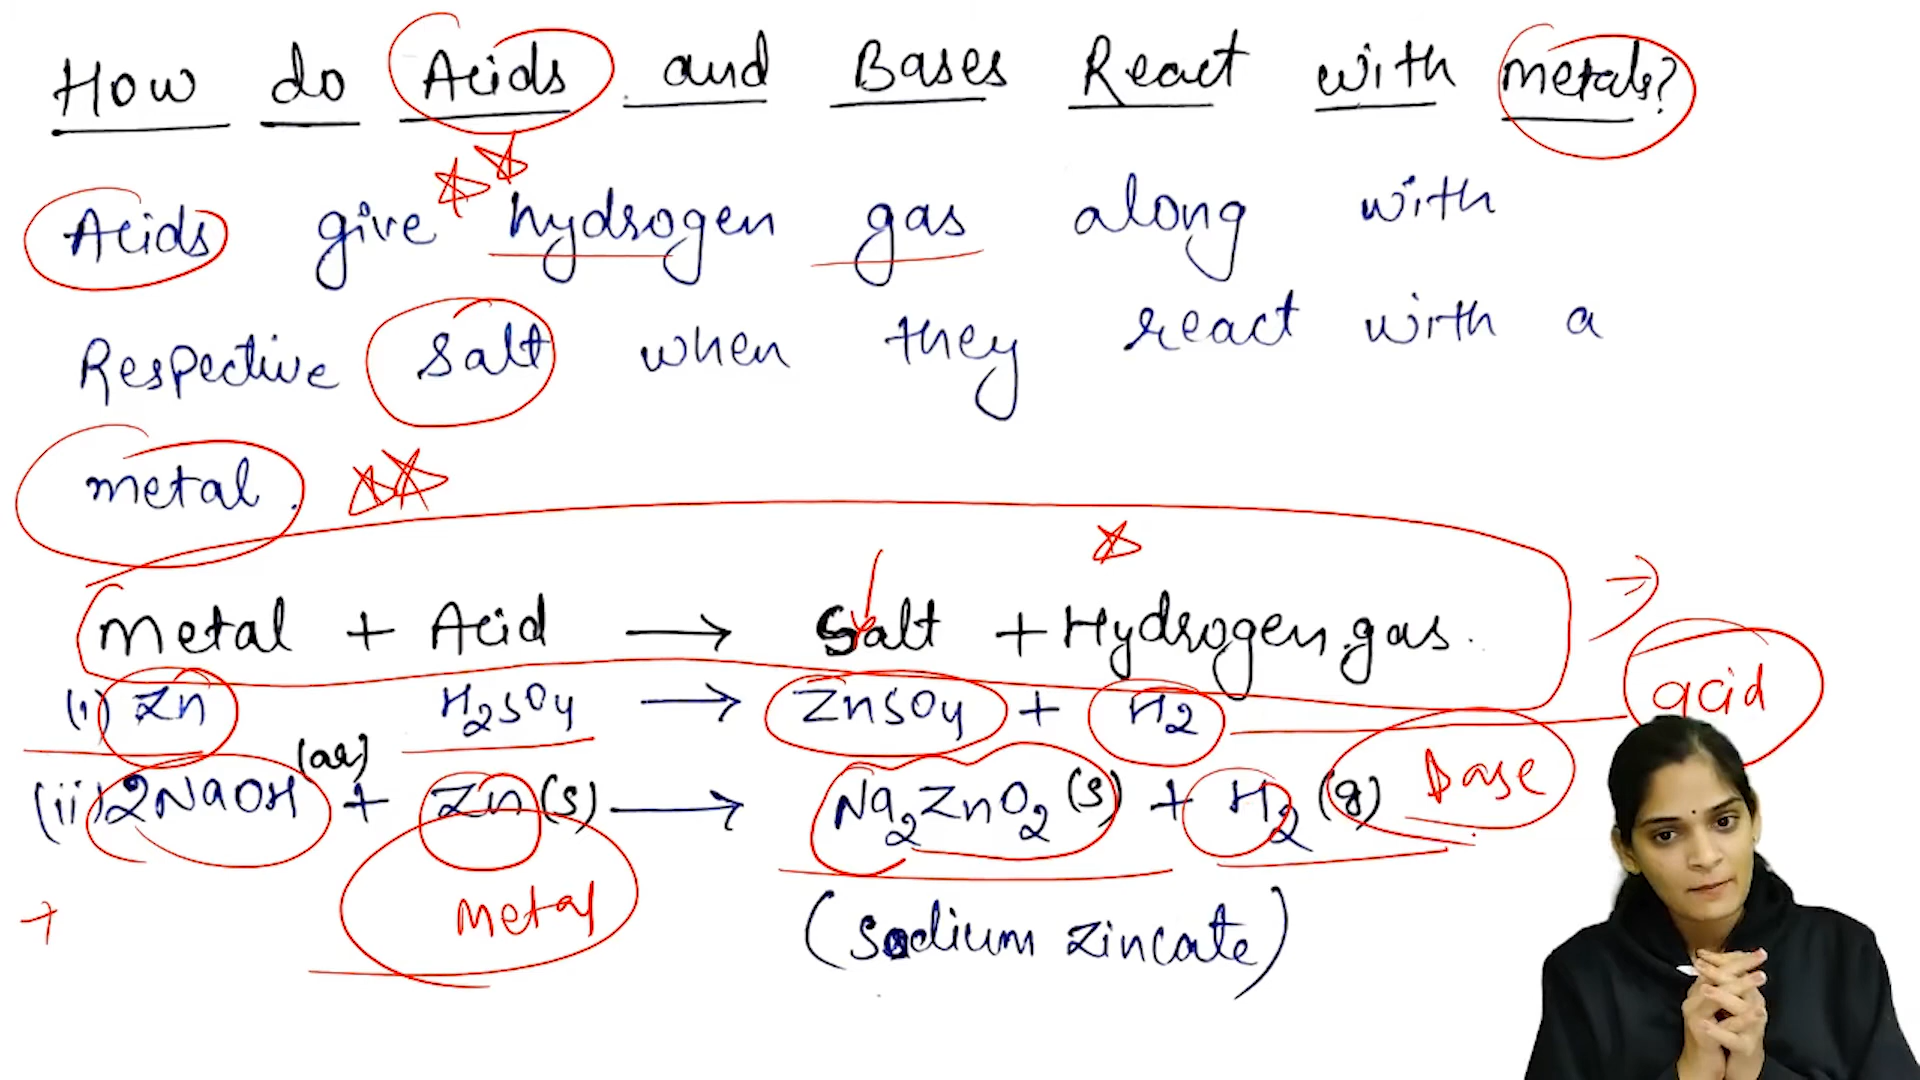 How do Acids and Bases React with metals?
Acids give hydrogen gas along with
Respective salt when they react with a
metal.
Metal + Acid → Salt + Hydrogen gas.
(i) Zn H2SO4 → ZnSO4 + H2 acid
(ii) 2NaOH (aq) + Zn (s) → Na2ZnO2 (s) + H2 (g) Base
Metal
(Sodium zincate)